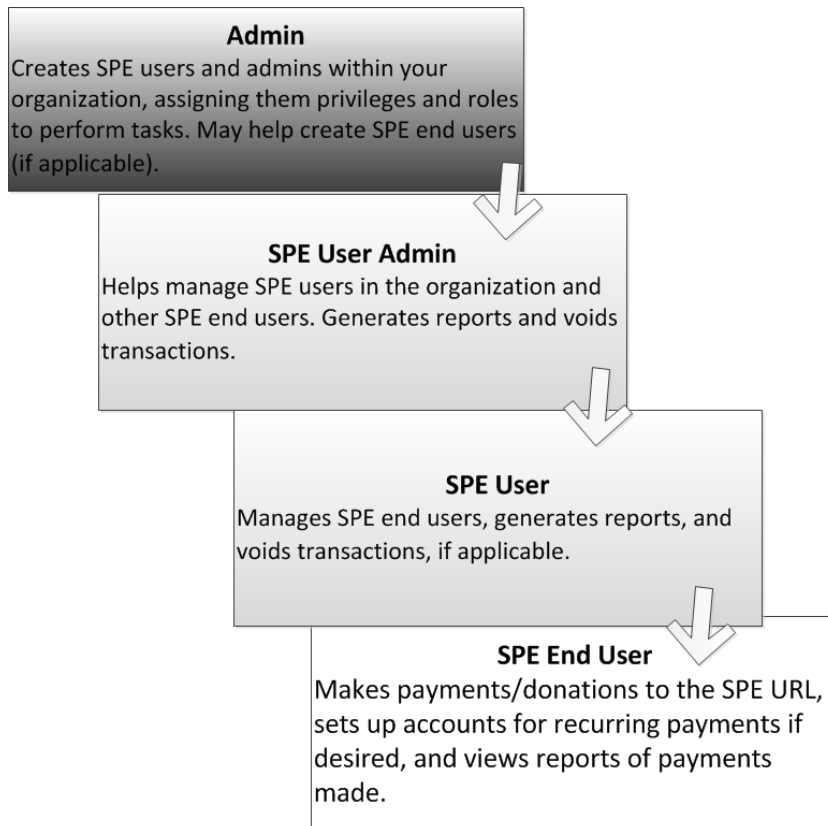 Admin
Creates SPE users and admins within your
organization, assigning them privileges and roles
to perform tasks. May help create SPE end users
(if applicable).
SPE User Admin
Helps manage SPE users in the organization and
other SPE end users. Generates reports and voids
transactions.
SPE User
Manages SPE end users, generates reports, and
voids transactions, if applicable.
SPE End User
Makes payments/donations to the SPE URL,
sets up accounts for recurring payments if
desired, and views reports of payments
made.